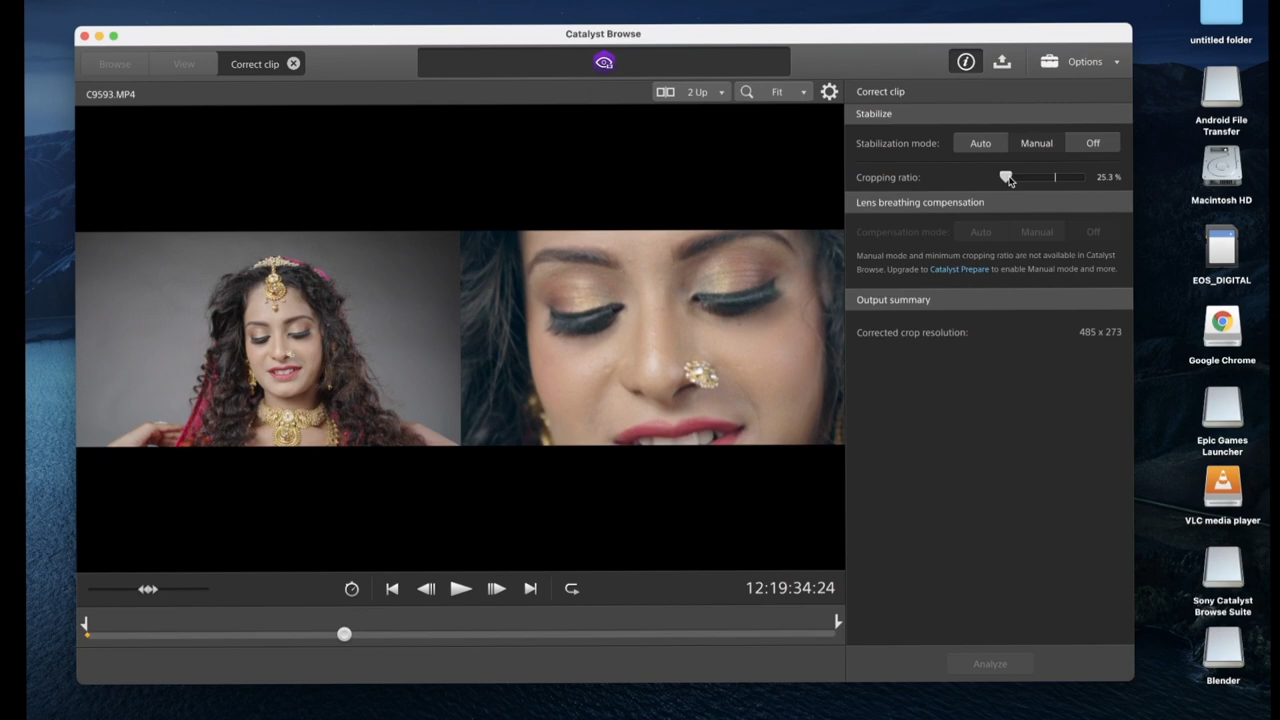 Catalyst Browse
Browse
View
Correct clip
Options
C9593.MP4
2 Up
Fit
Correct clip
Stabilize
Stabilization mode:
Auto
Manual
Off
Cropping ratio:
25.3 %
Lens breathing compensation
Compensation mode:
Auto
Manual
Off
Manual mode and minimum cropping ratio are not available in Catalyst
Browse. Upgrade to Catalyst Prepare to enable Manual mode and more.
Output summary
Corrected crop resolution:
485 x 273
12:19:34:24
Analyze
untitled folder
Android File
Transfer
Macintosh HD
EOS_DIGITAL
Google Chrome
Epic Games
Launcher
VLC media player
Sony Catalyst
Browse Suite
Blender